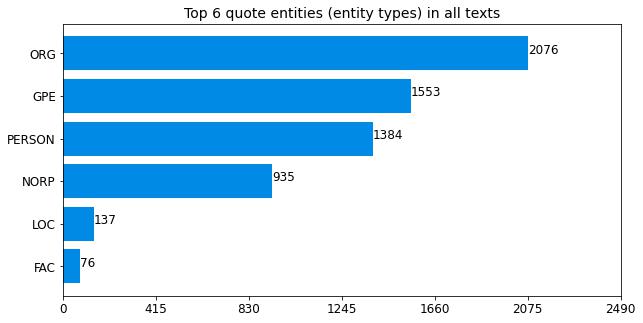 Top 6 quote entities (entity types) in all texts
ORG 2076
GPE 1553
PERSON 1384
NORP 935
LOC 137
FAC 76
0 415 830 1245 1660 2075 2490